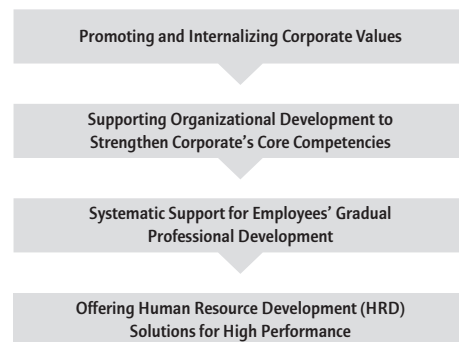 Promoting and Internalizing Corporate Values
Supporting Organizational Development to
Strengthen Corporate’s Core Competencies
Systematic Support for Employees’ Gradual
Professional Development
Offering Human Resource Development (HRD)
Solutions for High Performance